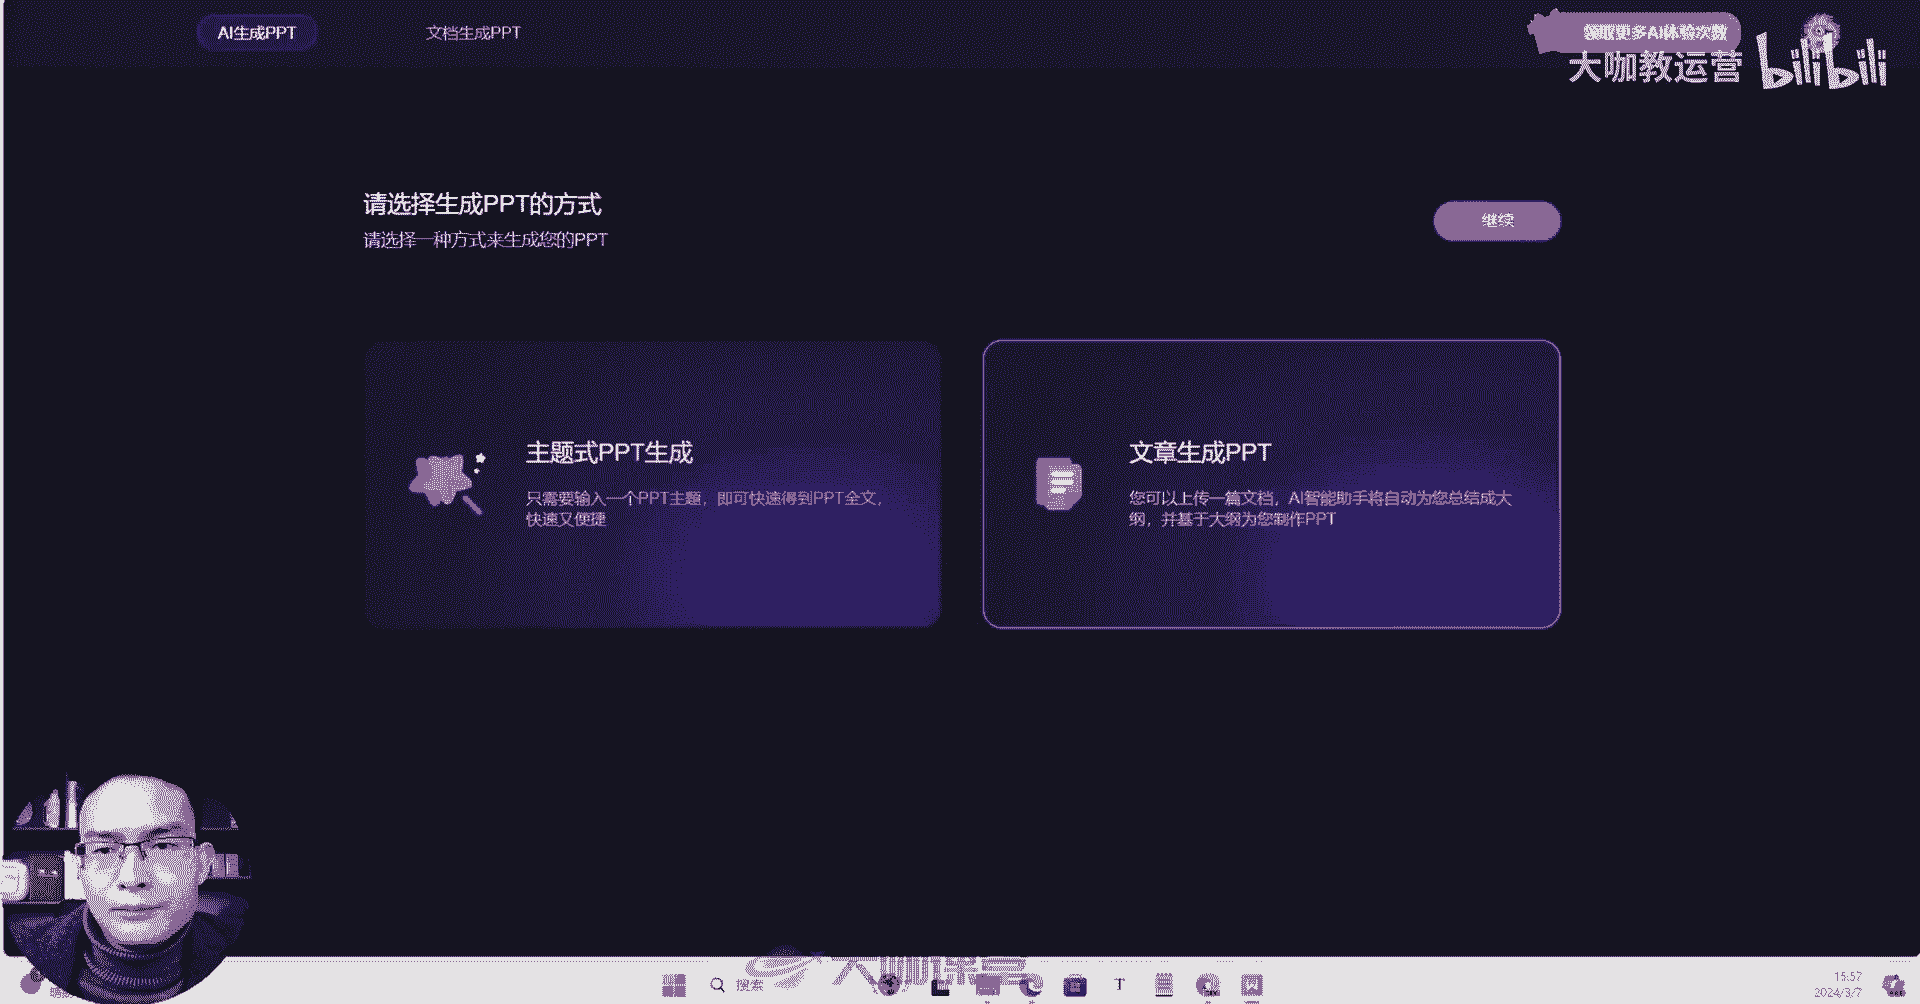 AI生成PPT
文档生成PPT
领取更多AI体验次数
大咖教运营 bilibili
请选择生成PPT的方式
请选择一种方式来生成您的PPT
继续
主题式PPT生成
只需要输入一个PPT主题，即可快速得到PPT全文，
快速又便捷
文章生成PPT
您可以上传一篇文档，AI智能助手将自动为您总结成大
纲，并基于大纲为您制作PPT
搜索
15:57
2024/3/7